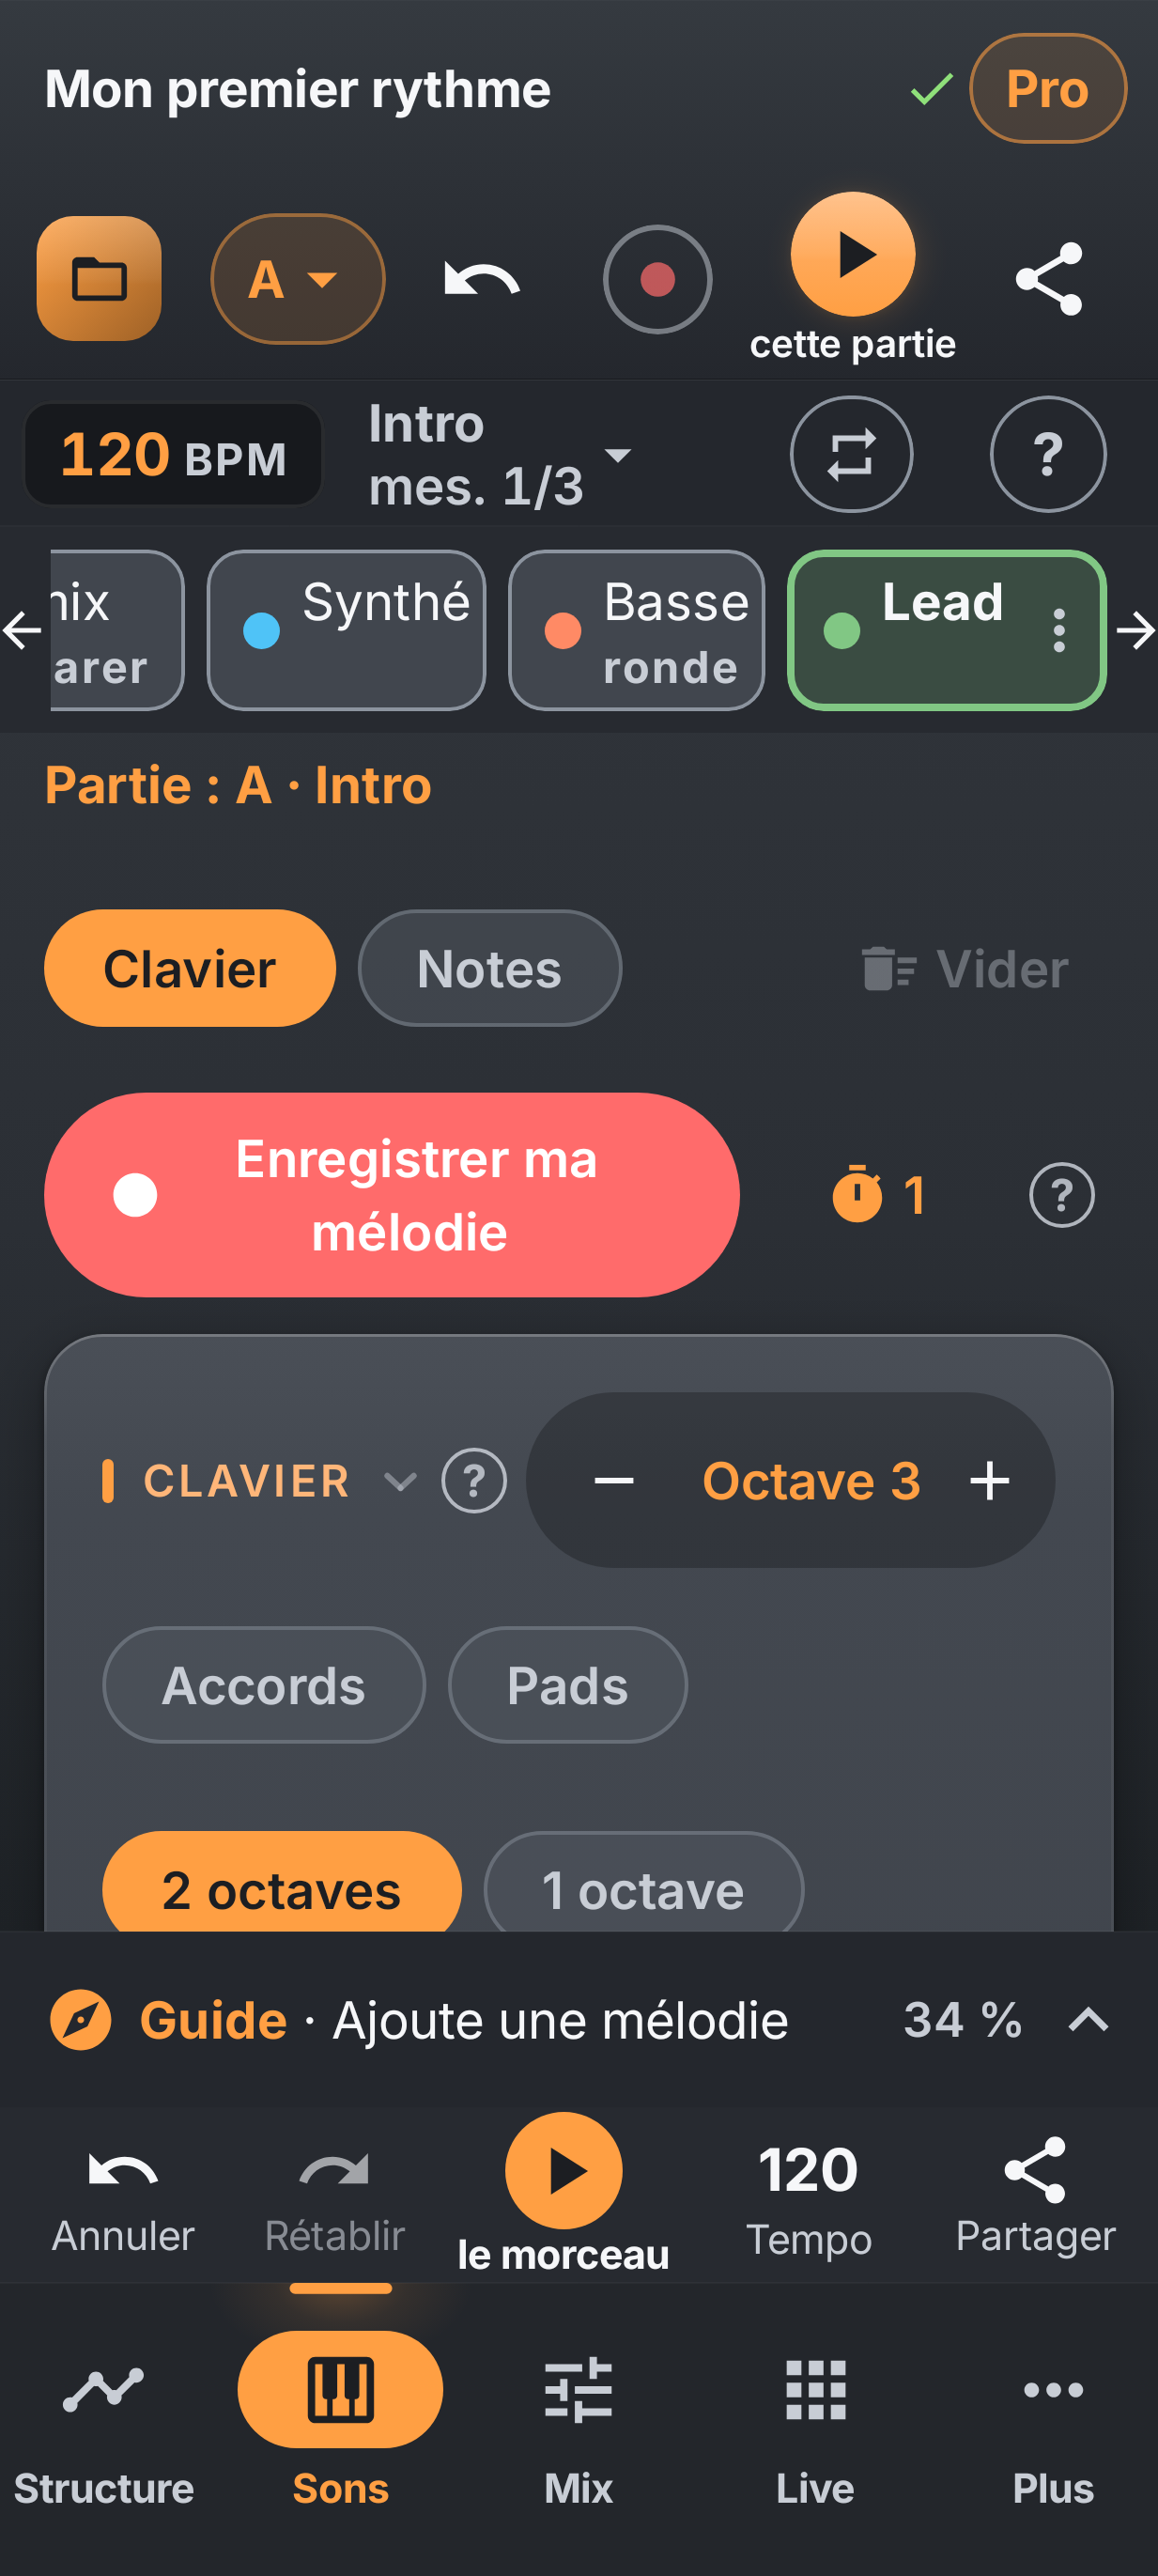 Mon premier rythme
Pro
A
cette partie
120 BPM
Intro
mes. 1/3
?
Synthé
Basse
ronde
Lead
Partie : A · Intro
Clavier
Notes
Vider
Enregistrer ma
mélodie
1
?
CLAVIER
?
Octave 3
Accords
Pads
2 octaves
1 octave
Guide · Ajoute une mélodie
34 %
Annuler
Rétablir
le morceau
120
Tempo
Partager
Structure
Sons
Mix
Live
Plus